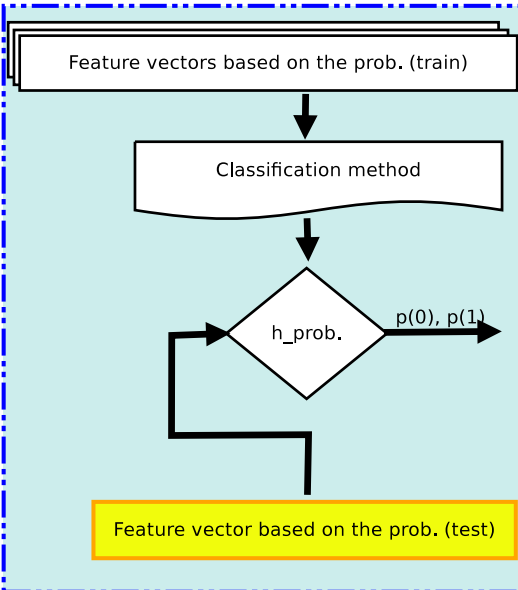 Feature vectors based on the prob. (train)
Classification method
h_prob.
p(0), p(1)
Feature vector based on the prob. (test)